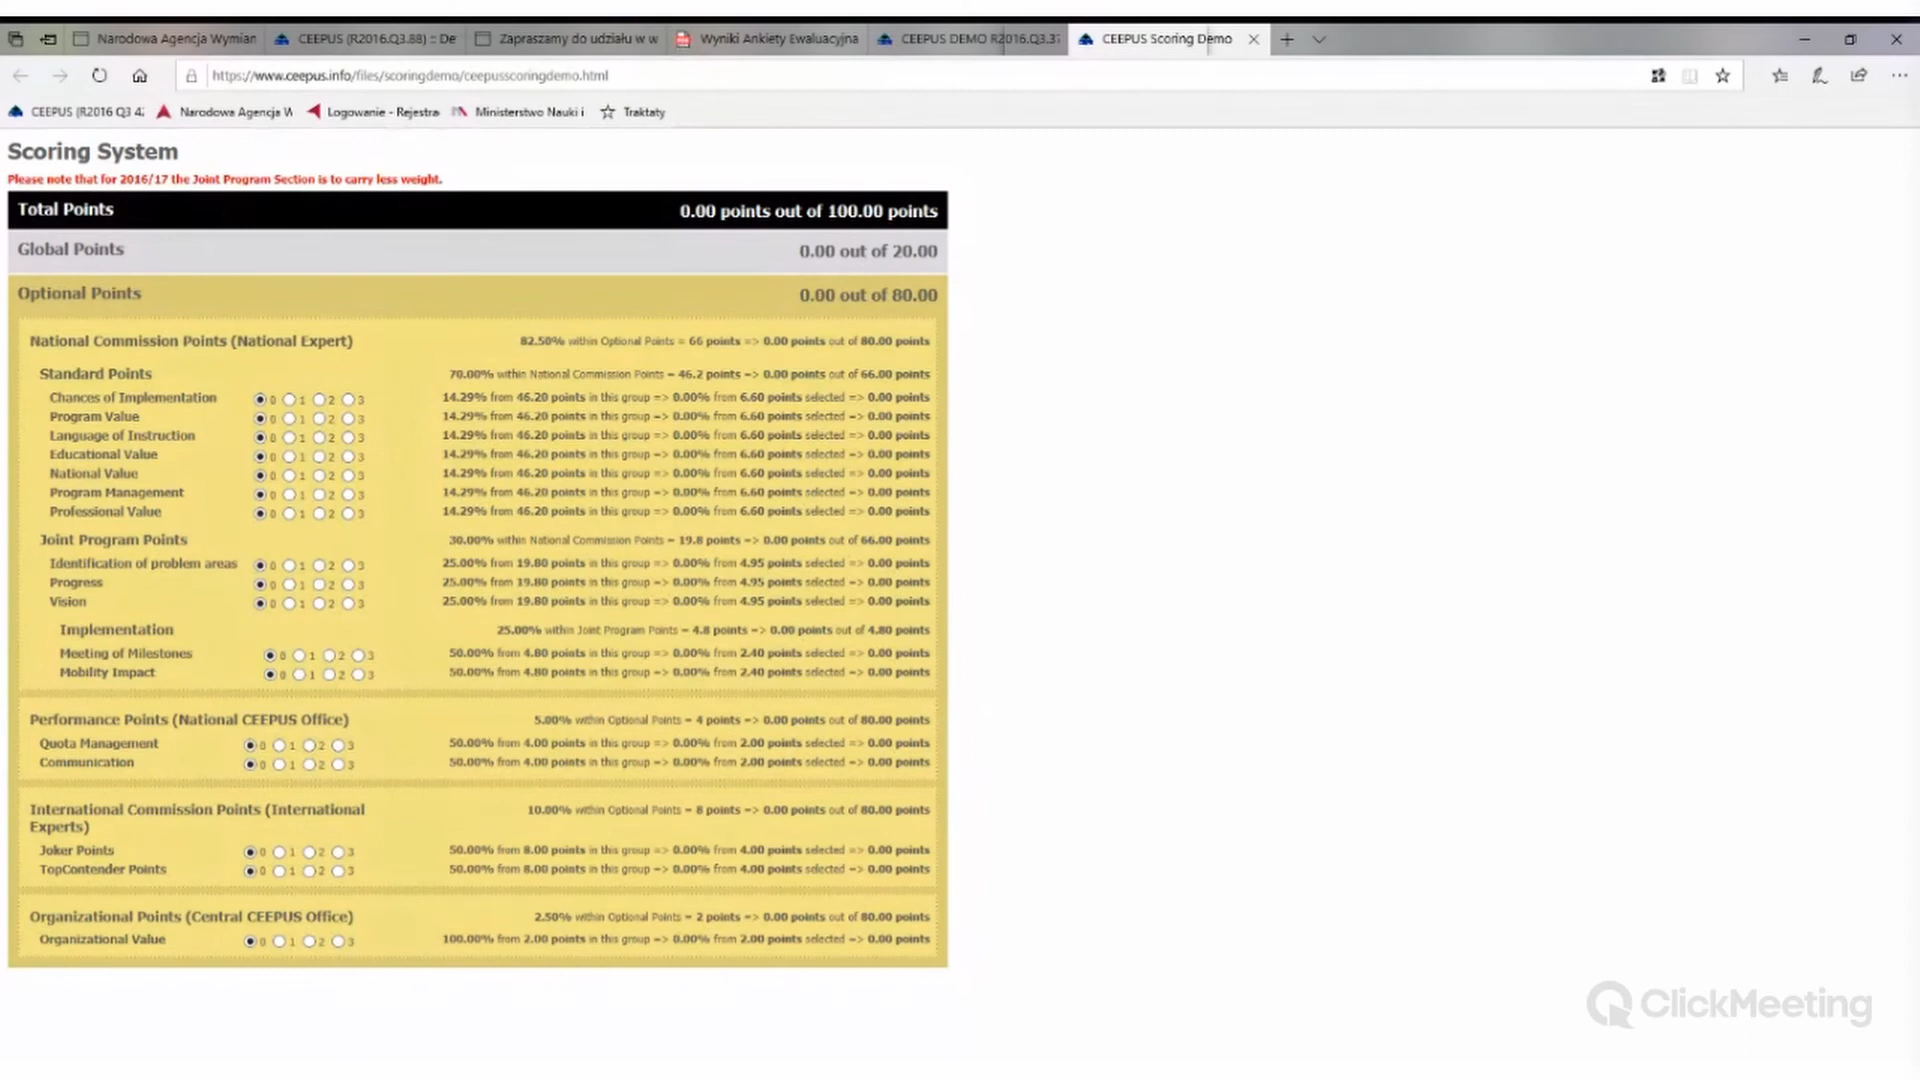 Narodowa Agencja Wymian
CEEPUS (R2016.Q3.88) :: De
Zapraszamy do udziału w w
Wyniki Ankiety Ewaluacyjna
CEEPUS DEMO R2016.Q3.37
CEEPUS Scoring Demo
https://www.ceepus.info/files/scoringdemo/ceepusscoringdemo.html
CEEPUS (R2016 Q3 42
Narodowa Agencja W
Logowanie - Rejestra
Ministerstwo Nauki i
Traktaty
Scoring System
Please note that for 2016/17 the Joint Program Section is to carry less weight.
Total Points 0.00 points out of 100.00 points
Global Points 0.00 out of 20.00
Optional Points 0.00 out of 80.00
National Commission Points (National Expert) 82.50% within Optional Points = 66 points => 0.00 points out of 80.00 points
Standard Points 70.00% within National Commission Points = 46.2 points => 0.00 points out of 66.00 points
Chances of Implementation 0 1 2 3 14.29% from 46.20 points in this group => 0.00% from 6.60 points selected => 0.00 points
Program Value 0 1 2 3 14.29% from 46.20 points in this group => 0.00% from 6.60 points selected => 0.00 points
Language of Instruction 0 1 2 3 14.29% from 46.20 points in this group => 0.00% from 6.60 points selected => 0.00 points
Educational Value 0 1 2 3 14.29% from 46.20 points in this group => 0.00% from 6.60 points selected => 0.00 points
National Value 0 1 2 3 14.29% from 46.20 points in this group => 0.00% from 6.60 points selected => 0.00 points
Program Management 0 1 2 3 14.29% from 46.20 points in this group => 0.00% from 6.60 points selected => 0.00 points
Professional Value 0 1 2 3 14.29% from 46.20 points in this group => 0.00% from 6.60 points selected => 0.00 points
Joint Program Points 30.00% within National Commission Points = 19.8 points => 0.00 points out of 66.00 points
Identification of problem areas 0 1 2 3 25.00% from 19.80 points in this group => 0.00% from 4.95 points selected => 0.00 points
Progress 0 1 2 3 25.00% from 19.80 points in this group => 0.00% from 4.95 points selected => 0.00 points
Vision 0 1 2 3 25.00% from 19.80 points in this group => 0.00% from 4.95 points selected => 0.00 points
Implementation 25.00% within Joint Program Points = 4.8 points => 0.00 points out of 4.80 points
Meeting of Milestones 0 1 2 3 50.00% from 4.80 points in this group => 0.00% from 2.40 points selected => 0.00 points
Mobility Impact 0 1 2 3 50.00% from 4.80 points in this group => 0.00% from 2.40 points selected => 0.00 points
Performance Points (National CEEPUS Office) 5.00% within Optional Points = 4 points => 0.00 points out of 80.00 points
Quota Management 0 1 2 3 50.00% from 4.00 points in this group => 0.00% from 2.00 points selected => 0.00 points
Communication 0 1 2 3 50.00% from 4.00 points in this group => 0.00% from 2.00 points selected => 0.00 points
International Commission Points (International 10.00% within Optional Points = 8 points => 0.00 points out of 80.00 points
Experts)
Joker Points 0 1 2 3 50.00% from 8.00 points in this group => 0.00% from 4.00 points selected => 0.00 points
TopContender Points 0 1 2 3 50.00% from 8.00 points in this group => 0.00% from 4.00 points selected => 0.00 points
Organizational Points (Central CEEPUS Office) 2.50% within Optional Points = 2 points => 0.00 points out of 80.00 points
Organizational Value 0 1 2 3 100.00% from 2.00 points in this group => 0.00% from 2.00 points selected => 0.00 points
ClickMeeting